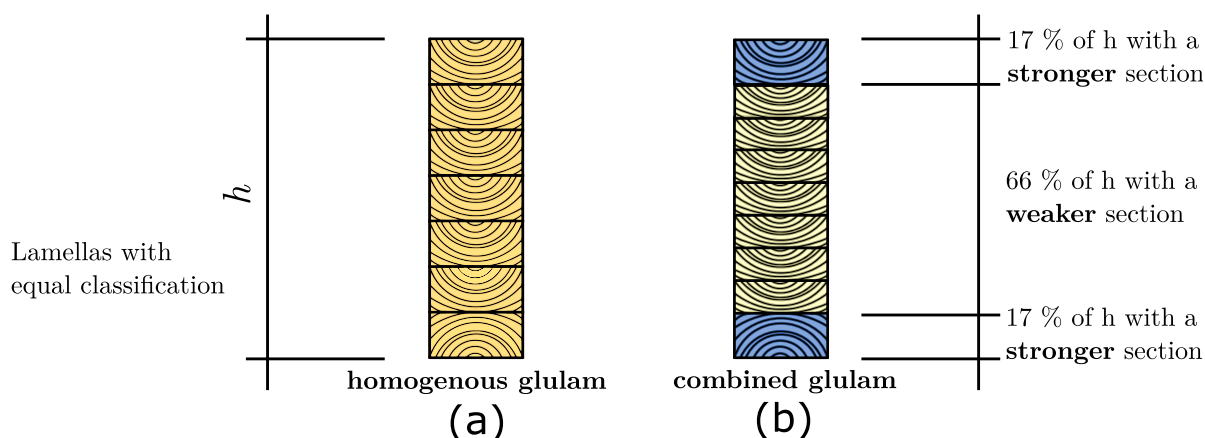 h
Lamellas with
equal classification
homogenous glulam
(a)
17 % of h with a
stronger section
66 % of h with a
weaker section
17 % of h with a
stronger section
combined glulam
(b)